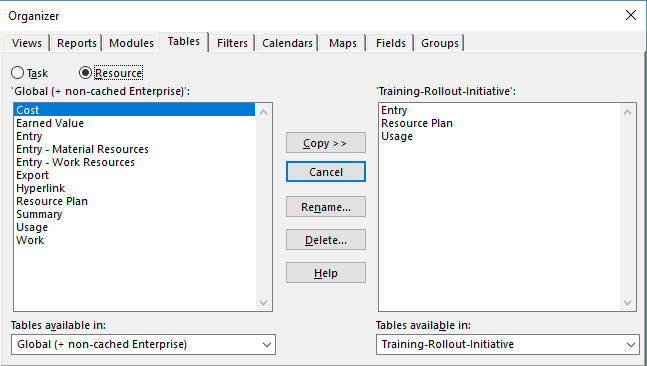 Organizer
Views Reports Modules Tables Filters Calendars Maps Fields Groups
Task Resource
'Global (+ non-cached Enterprise)': 'Training-Rollout-Initiative':
Cost
Earned Value
Entry
Entry - Material Resources
Entry - Work Resources
Export
Hyperlink
Resource Plan
Summary
Usage
Work
Copy >>
Cancel
Rename...
Delete...
Help
Entry
Resource Plan
Usage
Tables available in: Tables available in:
Global (+ non-cached Enterprise) Training-Rollout-Initiative